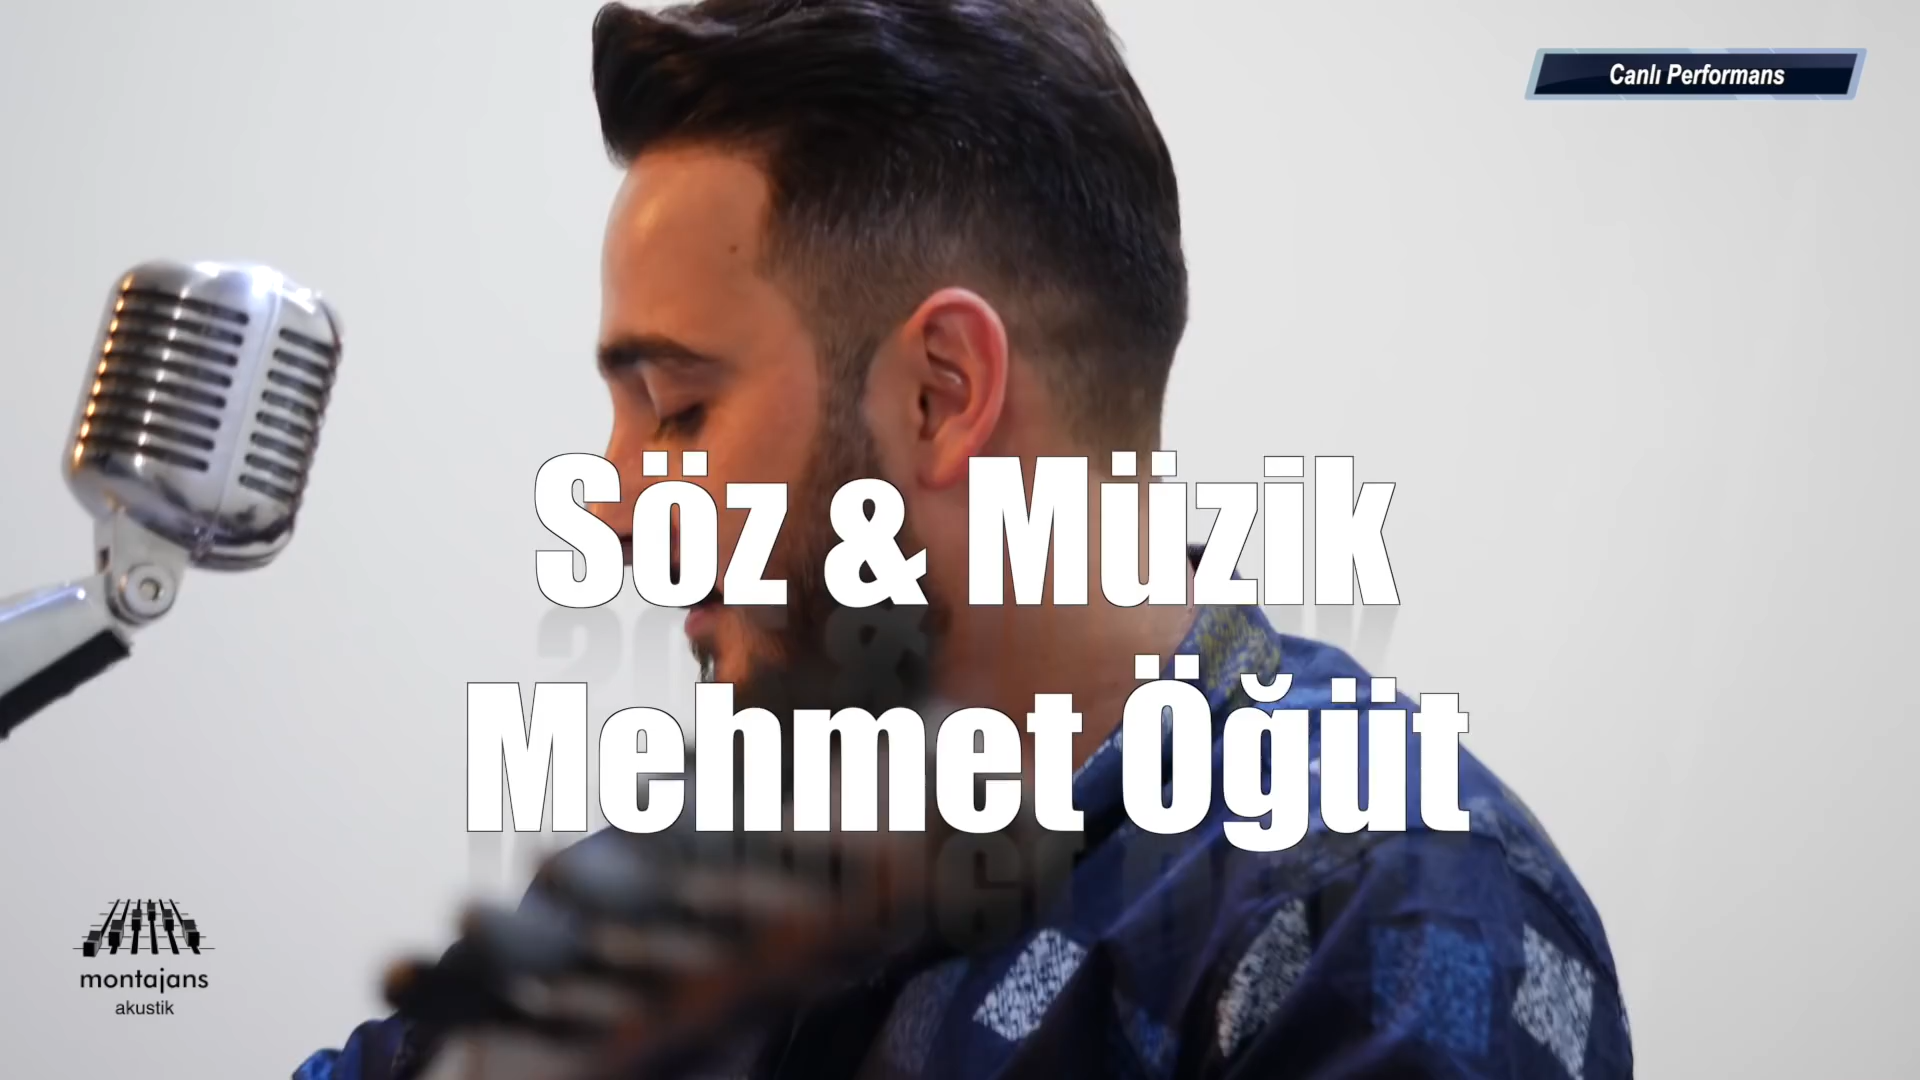 Canlı Performans
Söz & Müzik
Mehmet Öğüt
montajans
akustik